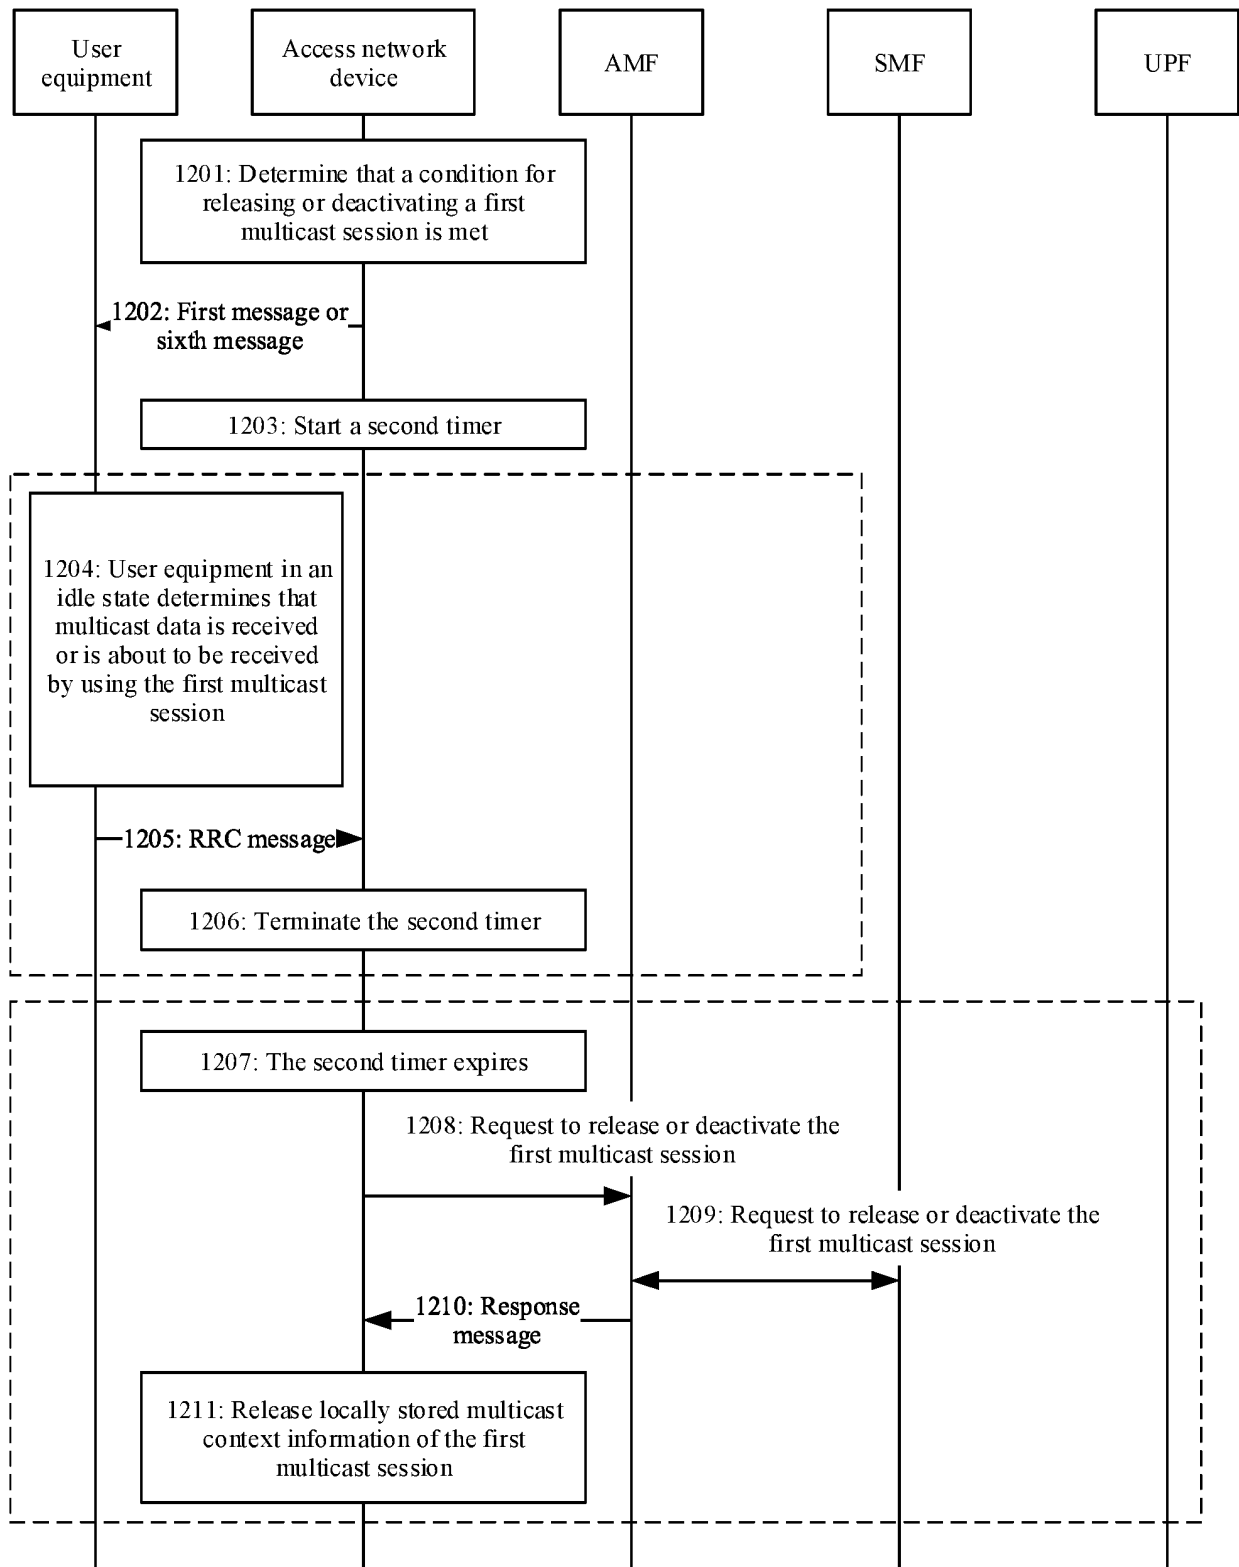 User
equipment
Access network
device
AMF
SMF
UPF
1201: Determine that a condition for
releasing or deactivating a first
multicast session is met
1202: First message or
sixth message
1203: Start a second timer
1204: User equipment in an
idle state determines that
multicast data is received
or is about to be received
by using the first multicast
session
1205: RRC message
1206: Terminate the second timer
1207: The second timer expires
1208: Request to release or deactivate the
first multicast session
1209: Request to release or deactivate the
first multicast session
1210: Response
message
1211: Release locally stored multicast
context information of the first
multicast session